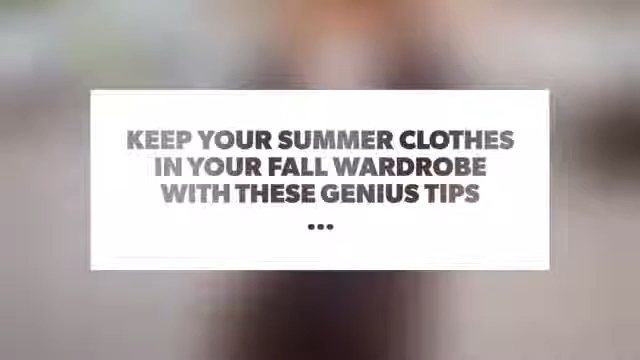 KEEP YOUR SUMMER CLOTHES
IN YOUR FALL WARDROBE
WITH THESE GENIUS TIPS
...